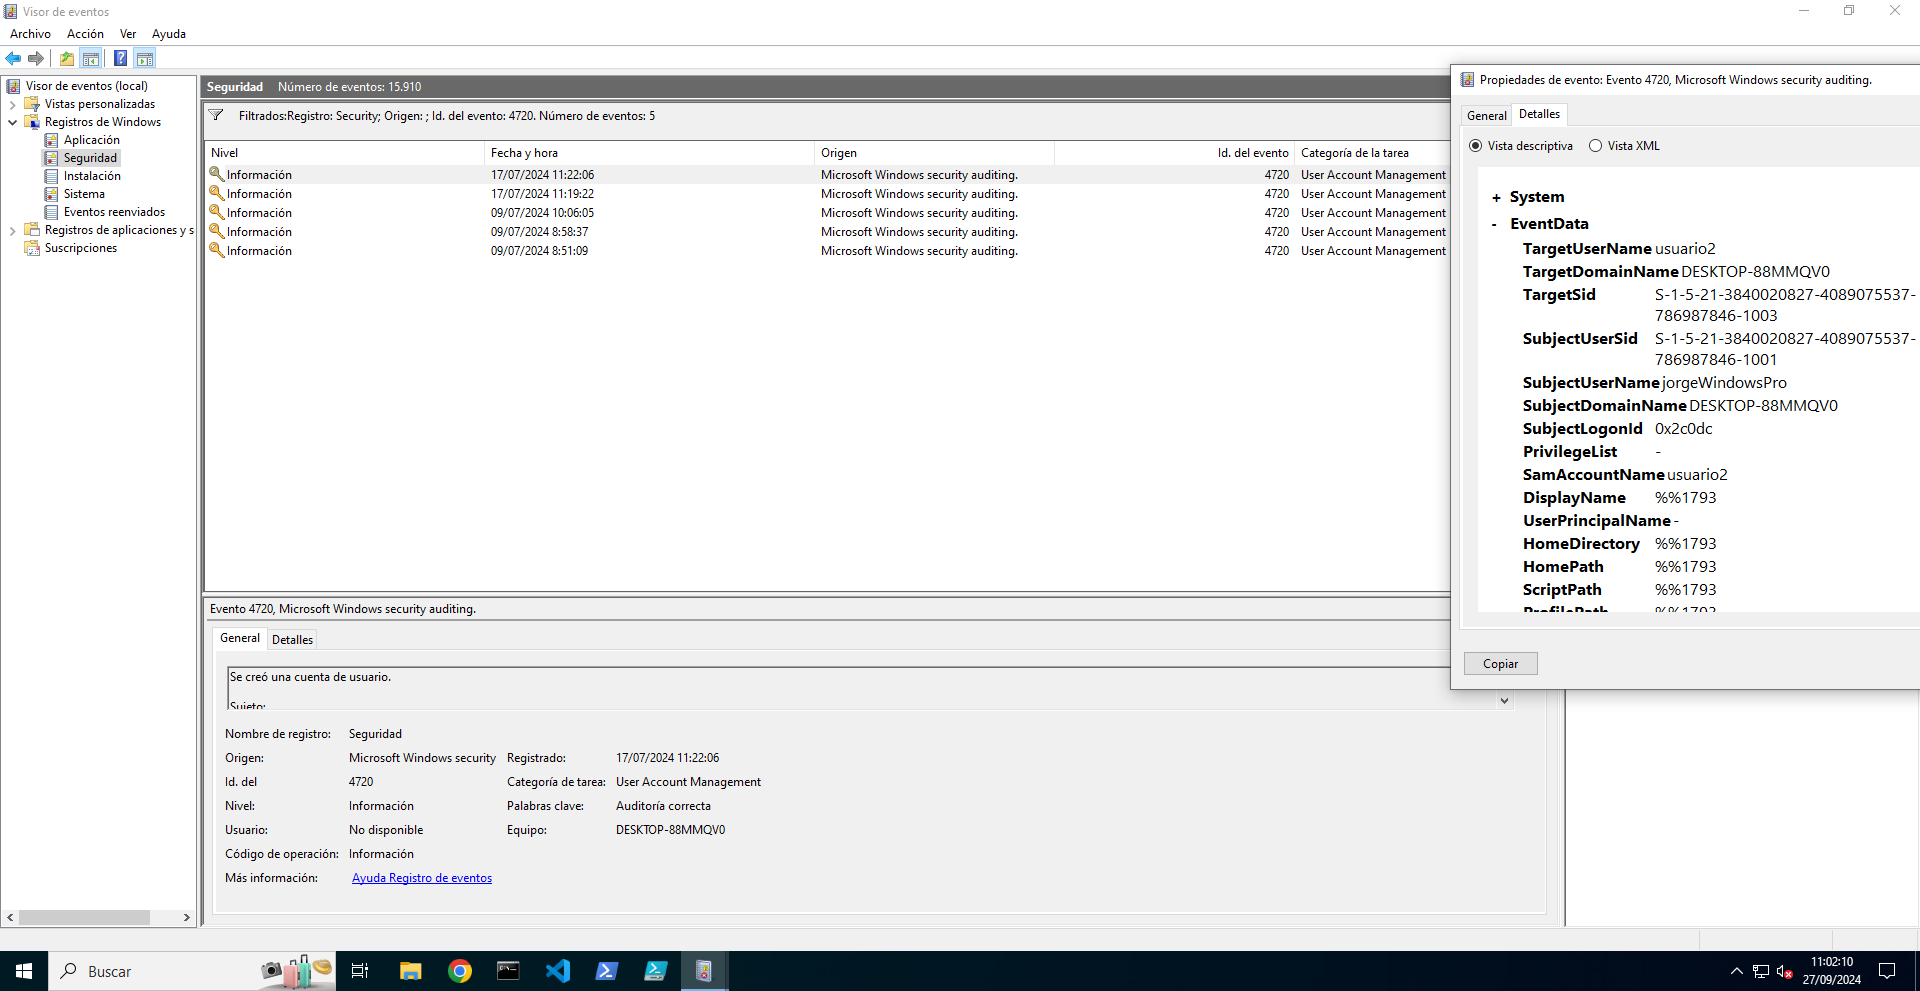 Visor de eventos
Archivo Acción Ver Ayuda
Visor de eventos (local)
Vistas personalizadas
Registros de Windows
Aplicación
Seguridad
Instalación
Sistema
Eventos reenviados
Registros de aplicaciones y s
Suscripciones
Seguridad Número de eventos: 15.910
Filtrados:Registro: Security; Origen: ; Id. del evento: 4720. Número de eventos: 5
Nivel Fecha y hora Origen Id. del evento Categoría de la tarea
Información 17/07/2024 11:22:06 Microsoft Windows security auditing. 4720 User Account Management
Información 17/07/2024 11:19:22 Microsoft Windows security auditing. 4720 User Account Management
Información 09/07/2024 10:06:05 Microsoft Windows security auditing. 4720 User Account Management
Información 09/07/2024 8:58:37 Microsoft Windows security auditing. 4720 User Account Management
Información 09/07/2024 8:51:09 Microsoft Windows security auditing. 4720 User Account Management
Evento 4720, Microsoft Windows security auditing.
General Detalles
Se creó una cuenta de usuario.
Sujeto:
Nombre de registro: Seguridad
Origen: Microsoft Windows security Registrado: 17/07/2024 11:22:06
Id. del 4720 Categoría de tarea: User Account Management
Nivel: Información Palabras clave: Auditoría correcta
Usuario: No disponible Equipo: DESKTOP-88MMQV0
Código de operación: Información
Más información: Ayuda Registro de eventos
Propiedades de evento: Evento 4720, Microsoft Windows security auditing.
General Detalles
Vista descriptiva Vista XML
+ System
- EventData
TargetUserName usuario2
TargetDomainName DESKTOP-88MMQV0
TargetSid S-1-5-21-3840020827-4089075537-
786987846-1003
SubjectUserSid S-1-5-21-3840020827-4089075537-
786987846-1001
SubjectUserName jorgeWindowsPro
SubjectDomainName DESKTOP-88MMQV0
SubjectLogonId 0x2c0dc
PrivilegeList -
SamAccountName usuario2
DisplayName %%1793
UserPrincipalName -
HomeDirectory %%1793
HomePath %%1793
ScriptPath %%1793
ProfilePath %%1793
Copiar
Buscar
11:02:10
27/09/2024